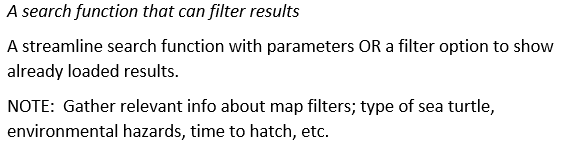 A search function that can filter results
A streamline search function with parameters OR a filter option to show
already loaded results.
NOTE:  Gather relevant info about map filters; type of sea turtle,
environmental hazards, time to hatch, etc.